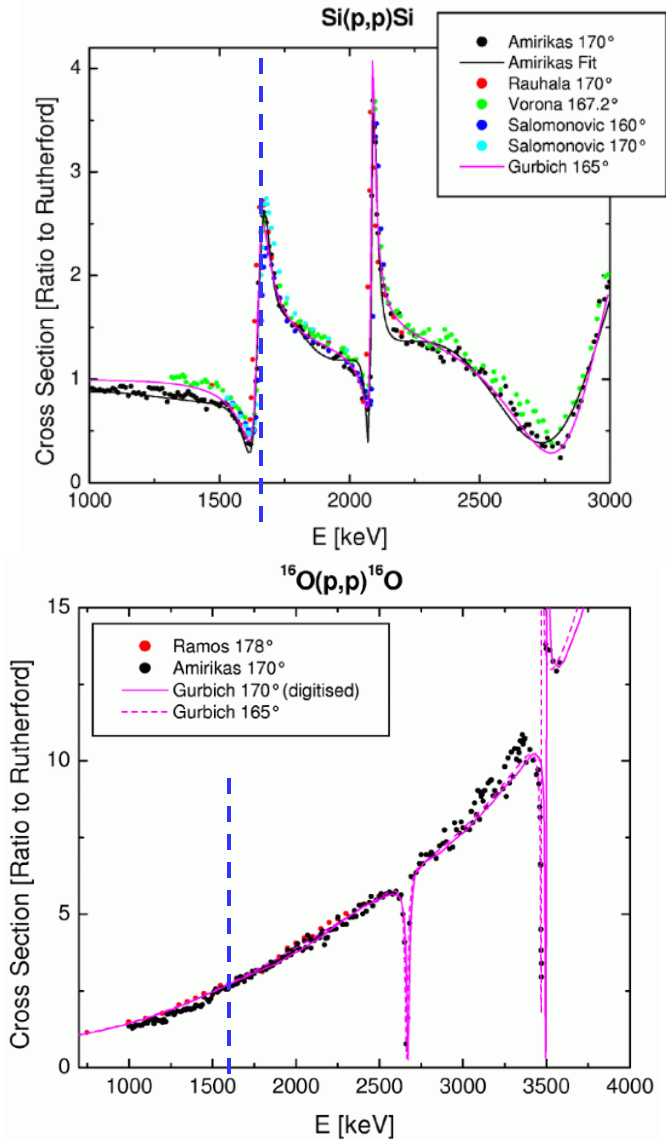 Si(p,p)Si
Amirikas 170°
Amirikas Fit
Rauhala 170°
Vorona 167.2°
Salomonovic 160°
Salomonovic 170°
Gurbich 165°
Cross Section [Ratio to Rutherford]
4
3
2
1
0
1000 1500 2000 2500 3000
E [keV]
¹⁶O(p,p)¹⁶O
Ramos 178°
Amirikas 170°
Gurbich 170° (digitised)
Gurbich 165°
Cross Section [Ratio to Rutherford]
15
10
5
0
1000 1500 2000 2500 3000 3500 4000
E [keV]